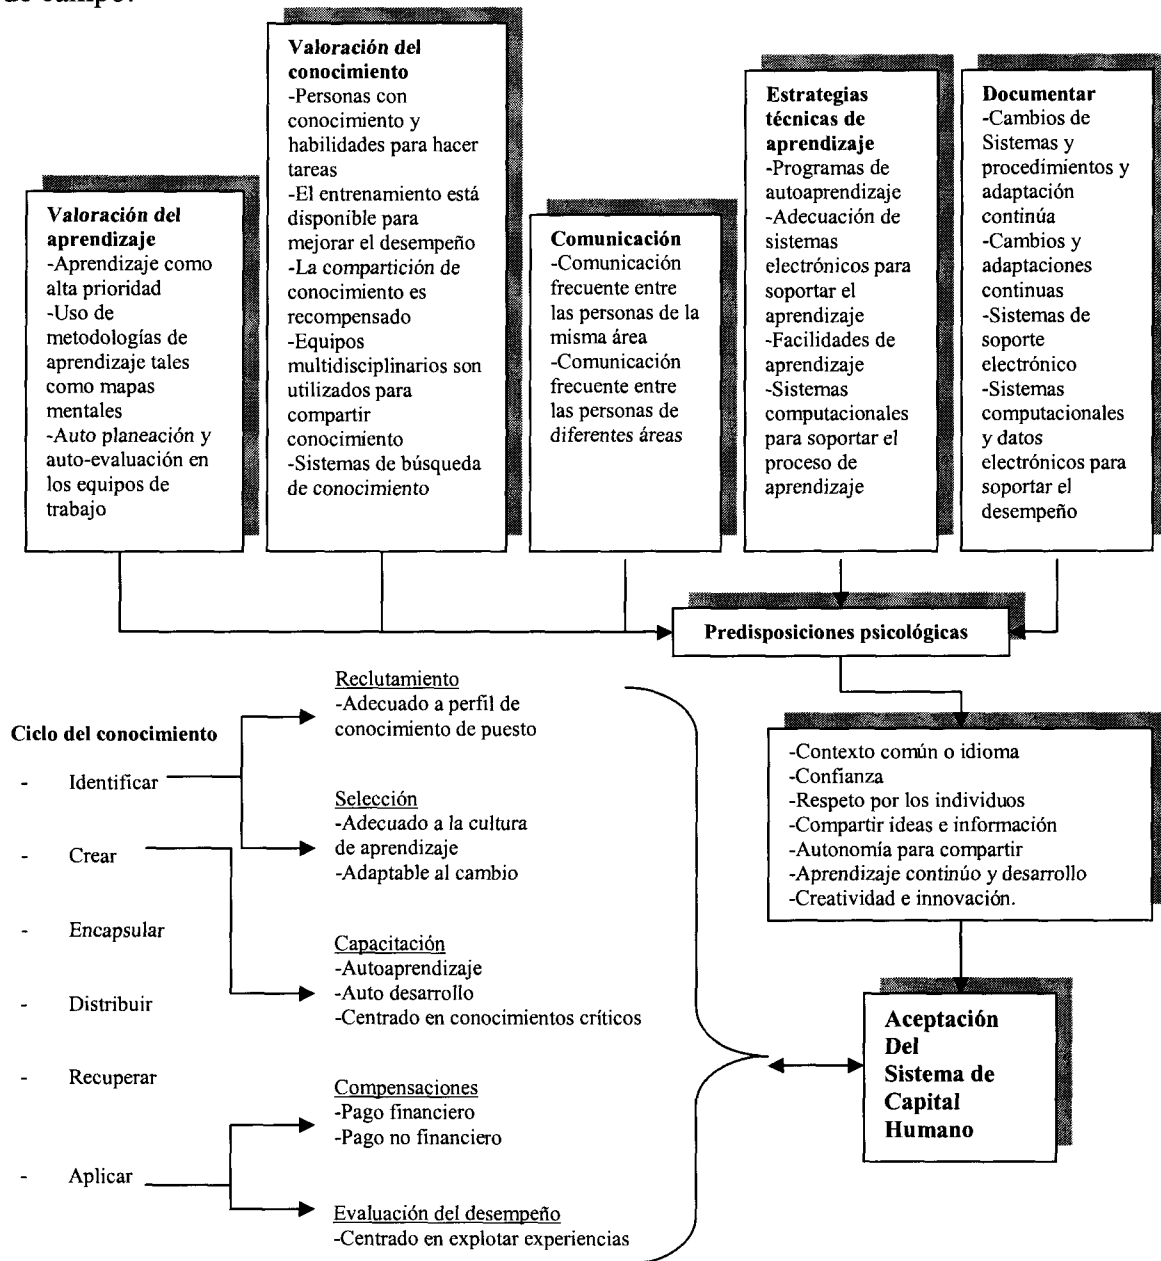 de campo.
Valoración del
aprendizaje
-Aprendizaje como
alta prioridad
-Uso de
metodologías de
aprendizaje tales
como mapas
mentales
-Auto planeación y
auto-evaluación en
los equipos de
trabajo
Valoración del
conocimiento
-Personas con
conocimiento y
habilidades para hacer
tareas
-El entrenamiento está
disponible para
mejorar el desempeño
-La compartición de
conocimiento es
recompensado
-Equipos
multidisciplinarios son
utilizados para
compartir
conocimiento
-Sistemas de búsqueda
de conocimiento
Comunicación
-Comunicación
frecuente entre
las personas de la
misma área
-Comunicación
frecuente entre
las personas de
diferentes áreas
Estrategias
técnicas de
aprendizaje
-Programas de
autoaprendizaje
-Adecuación de
sistemas
electrónicos para
soportar el
aprendizaje
-Facilidades de
aprendizaje
-Sistemas
computacionales
para soportar el
proceso de
aprendizaje
Documentar
-Cambios de
Sistemas y
procedimientos y
adaptación
continúa
-Cambios y
adaptaciones
continuas
-Sistemas de
soporte
electrónico
-Sistemas
computacionales
y datos
electrónicos para
soportar el
desempeño
Predisposiciones psicológicas
Ciclo del conocimiento
- Identificar
- Crear
- Encapsular
- Distribuir
- Recuperar
- Aplicar
Reclutamiento
-Adecuado a perfil de
conocimiento de puesto
Selección
-Adecuado a la cultura
de aprendizaje
-Adaptable al cambio
Capacitación
-Autoaprendizaje
-Auto desarrollo
-Centrado en conocimientos críticos
Compensaciones
-Pago financiero
-Pago no financiero
Evaluación del desempeño
-Centrado en explotar experiencias
-Contexto común o idioma
-Confianza
-Respeto por los individuos
-Compartir ideas e información
-Autonomía para compartir
-Aprendizaje continúo y desarrollo
-Creatividad e innovación.
Aceptación
Del
Sistema de
Capital
Humano